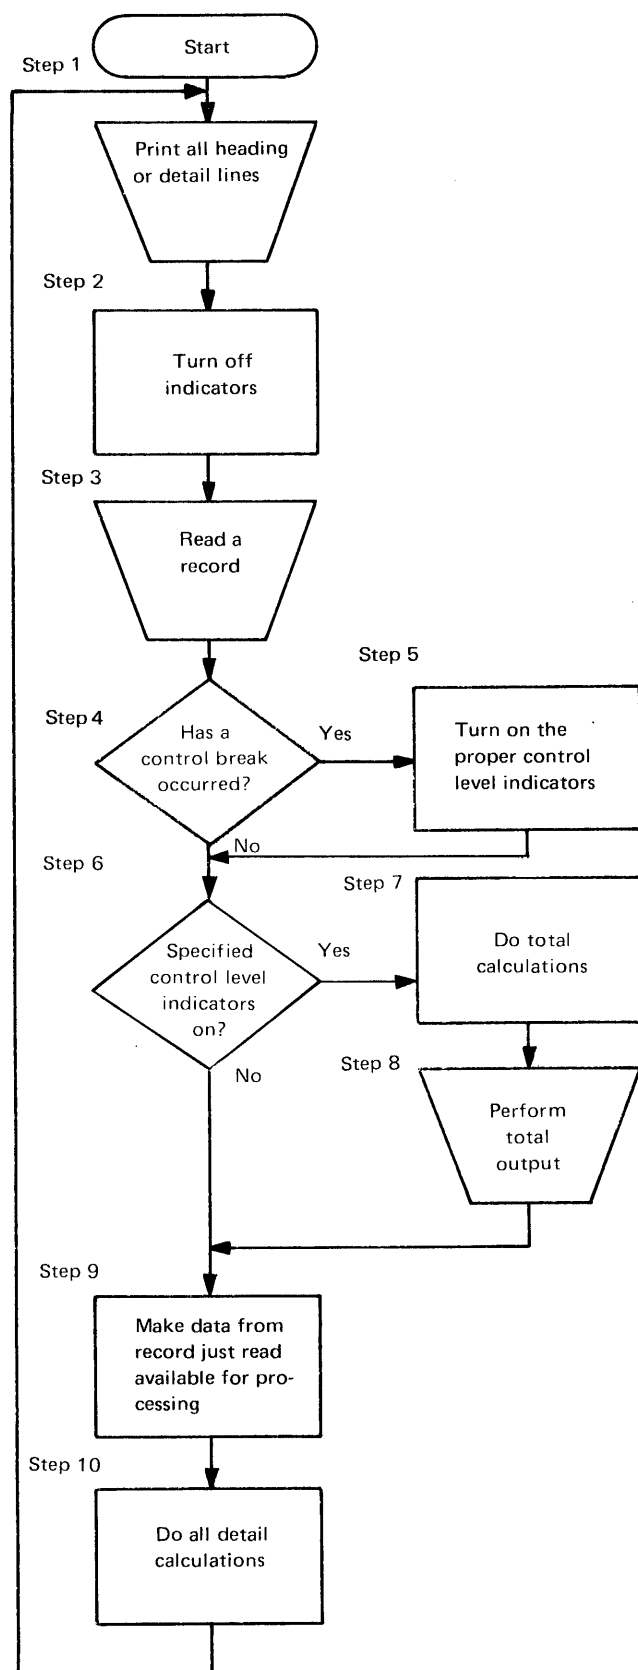 Start
Step 1
Print all heading
or detail lines
Step 2
Turn off
indicators
Step 3
Read a
record
Step 4
Has a
control break
occurred?
Yes
No
Step 5
Turn on the
proper control
level indicators
Step 6
Specified
control level
indicators
on?
Yes
No
Step 7
Do total
calculations
Step 8
Perform
total
output
Step 9
Make data from
record just read
available for pro-
cessing
Step 10
Do all detail
calculations